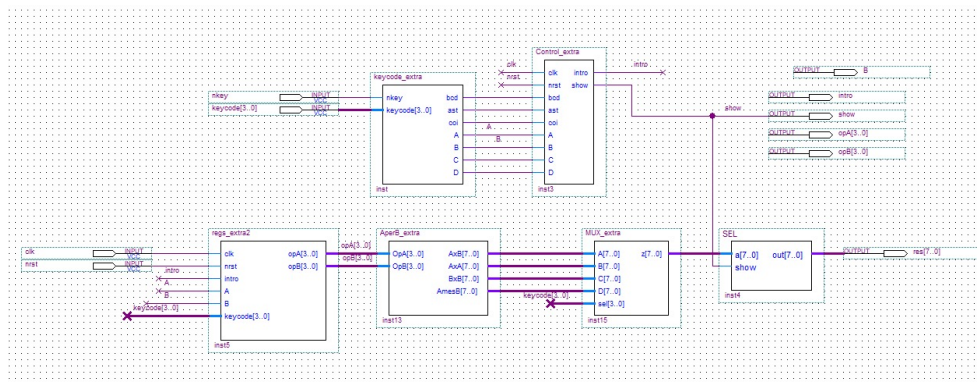 Control_extra
clk
nrst
clk intro
nrst show
bcd
ast
coi
A
B
C
D
inst3
intro
keycode_extra
nkey
keycode[3..0]
INPUT
VCC
INPUT
VCC
nkey bcd
keycode[3..0] ast
coi
A
B
C
D
inst
A
B
OUTPUT B
OUTPUT intro
show
OUTPUT show
OUTPUT opA[3..0]
OUTPUT opB[3..0]
regs_extra2
clk INPUT
VCC
nrst INPUT
VCC
intro
A
B
keycode[3..0]
clk opA[3..0]
nrst opB[3..0]
intro
A
B
keycode[3..0]
inst5
opA[3..0]
opB[3..0]
AperB_extra
OpA[3..0] AxB[7..0]
OpB[3..0] AxA[7..0]
BxB[7..0]
AmesB[7..0]
inst13
keycode[3..0]
MUX_extra
A[7..0] z[7..0]
B[7..0]
C[7..0]
D[7..0]
sel[3..0]
inst15
SEL
a[7..0] out[7..0]
show
inst4
OUTPUT res[7..0]